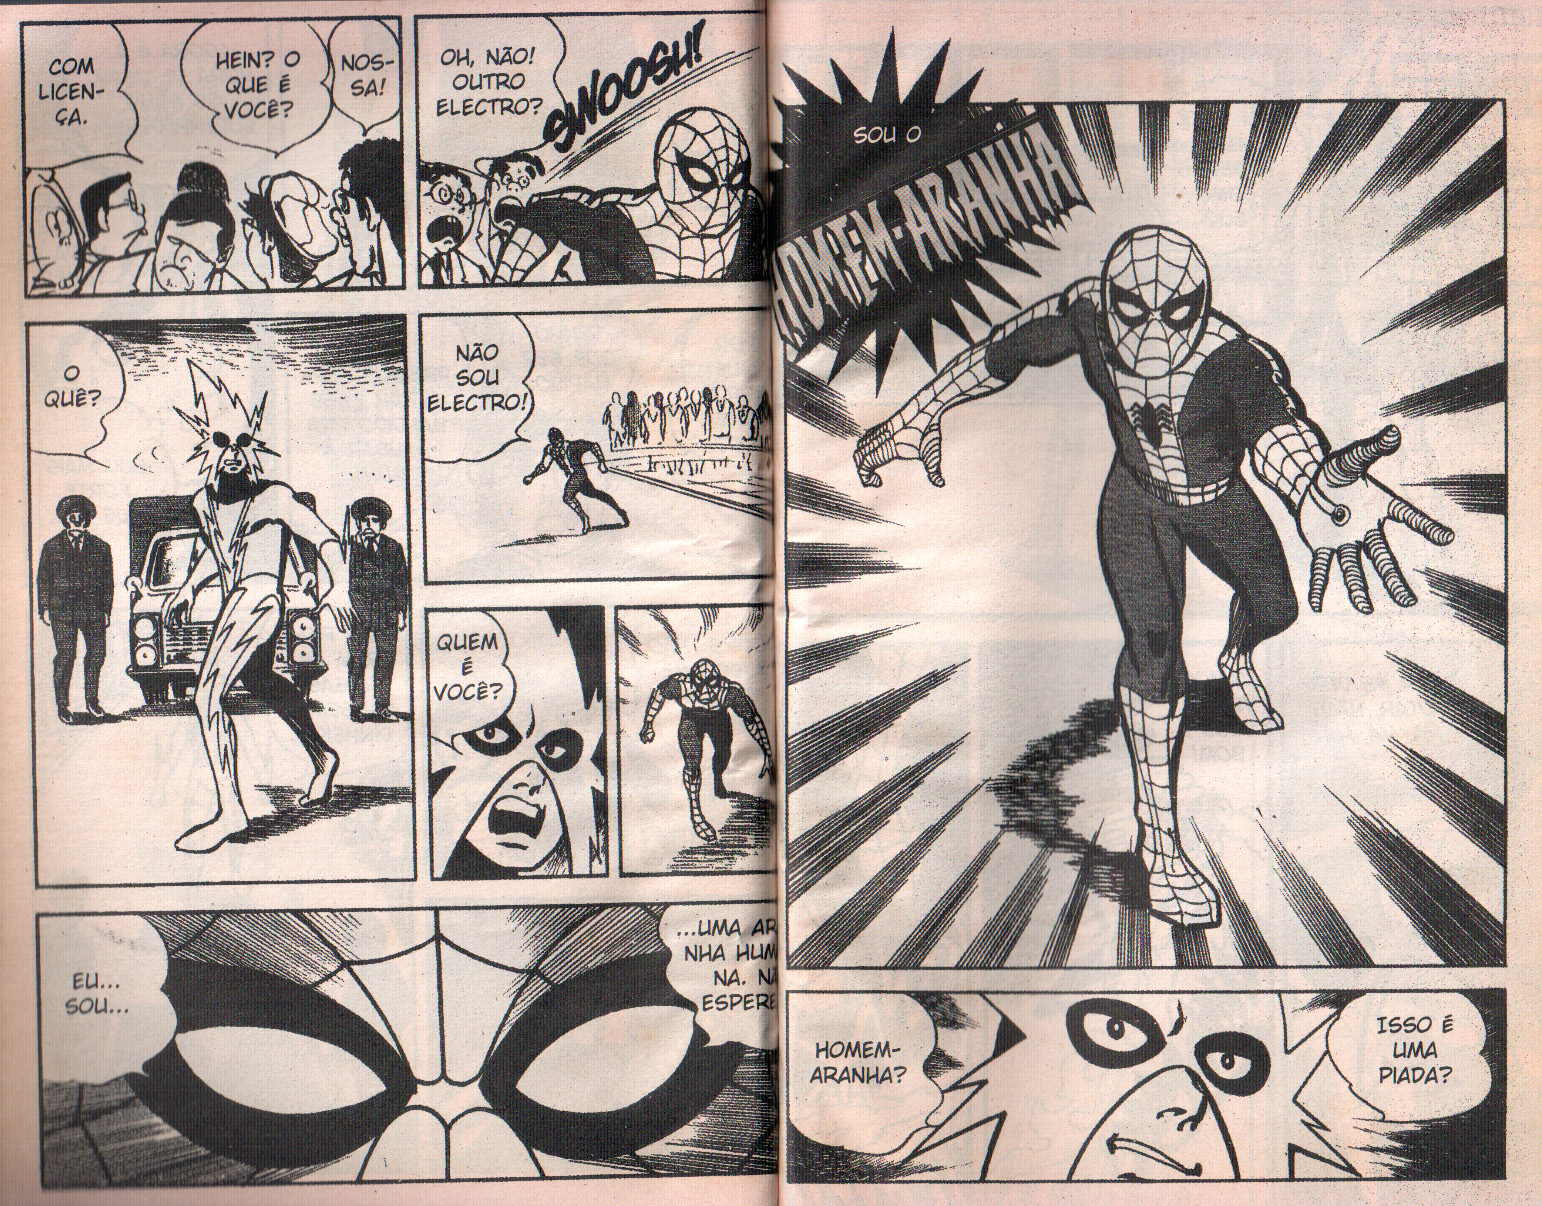 COM
LICEN-
ÇA.
HEIN? O
QUE É
VOCÊ?
NOS-
SA!
OH, NÃO!
OUTRO
ELECTRO?
SWOOSH!
O
QUÊ?
NÃO
SOU
ELECTRO!
QUEM
É
VOCÊ?
EU...
SOU...
...UMA AR
NHA HUM
NA. NÃ
ESPERE
SOU O
HOMEM-ARANHA
HOMEM-
ARANHA?
ISSO É
UMA
PIADA?